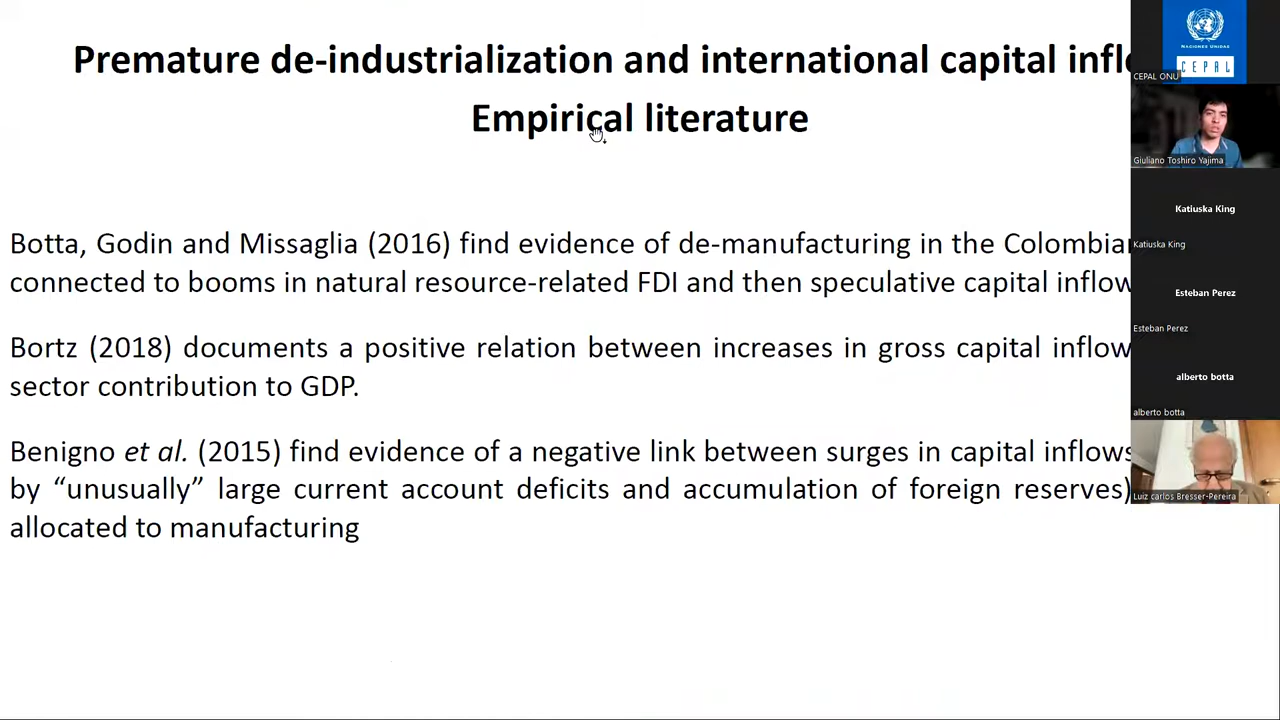 Premature de-industrialization and international capital
Empirical literature
Botta, Godin and Missaglia (2016) find evidence of de-manufacturing in the
connected to booms in natural resource-related FDI and then speculative capital
Bortz (2018) documents a positive relation between increases in gross capital
sector contribution to GDP.
Benigno et al. (2015) find evidence of a negative link between surges in capital inflows
by “unusually” large current account deficits and accumulation of foreign reserves)
allocated to manufacturing
NACIONES UNIDAS
CEPAL
CEPAL ONU
Giuliano Toshiro Yajima
Katiuska King
Katiuska King
Esteban Perez
Esteban Perez
alberto botta
alberto botta
Luiz carlos Bresser-Pereira